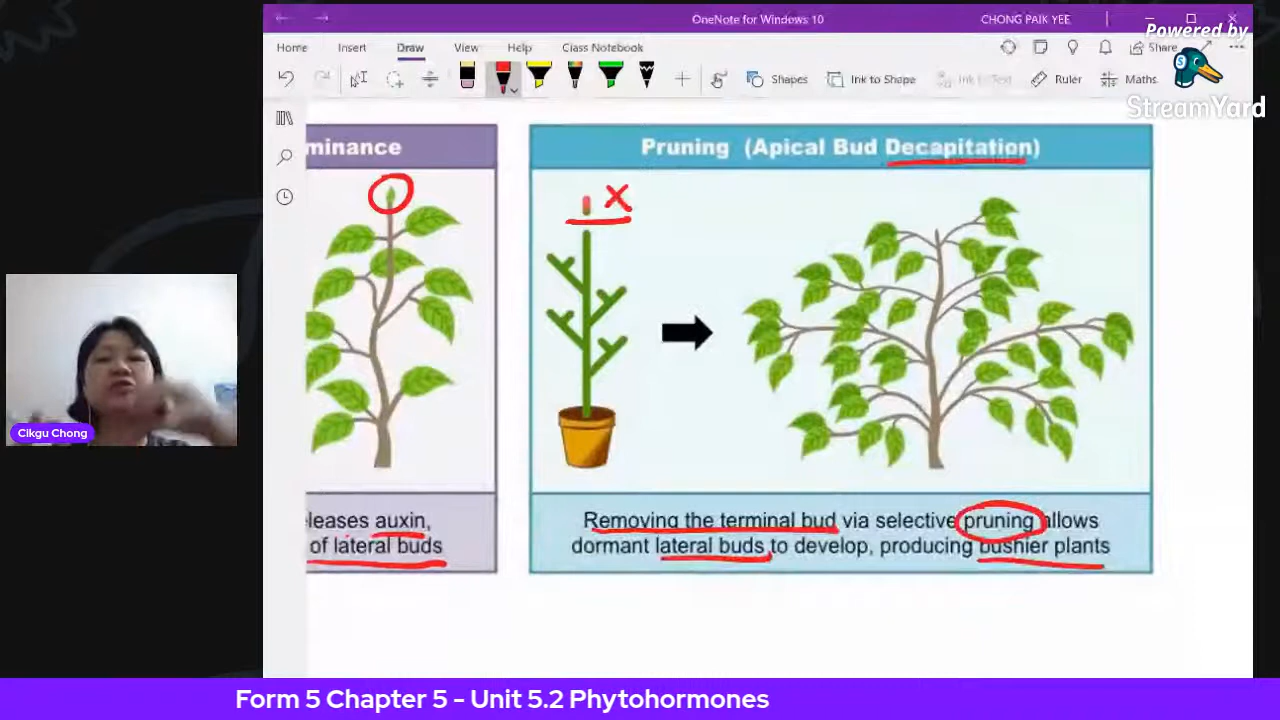 OneNote for Windows 10
CHONG PAIK YEE
Powered by
StreamYard
Home Insert Draw View Help Class Notebook
Share
Shapes Ink to Shape Ink to Text Ruler Maths
minance
Pruning (Apical Bud Decapitation)
eleases auxin,
of lateral buds
Removing the terminal bud via selective pruning allows
dormant lateral buds to develop, producing bushier plants
Cikgu Chong
Form 5 Chapter 5 - Unit 5.2 Phytohormones